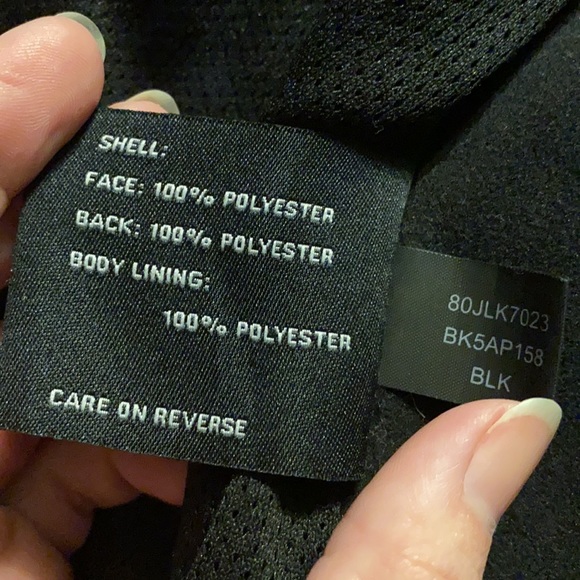 SHELL:
FACE: 100% POLYESTER
BACK: 100% POLYESTER
BODY LINING:
100% POLYESTER
CARE ON REVERSE
80JLK7023
BK5AP158
BLK